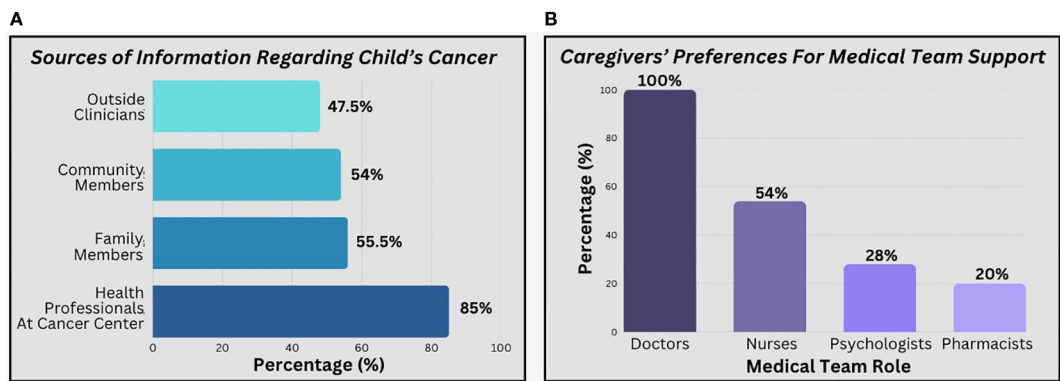 A
Sources of Information Regarding Child's Cancer
Outside
Clinicians
47.5%
Community
Members
54%
Family
Members
55.5%
Health
Professionals
At Cancer Center
85%
0 20 40 60 80 100
Percentage (%)
B
Caregivers' Preferences For Medical Team Support
Percentage (%)
100
80
60
40
20
0
100%
54%
28%
20%
Doctors Nurses Psychologists Pharmacists
Medical Team Role